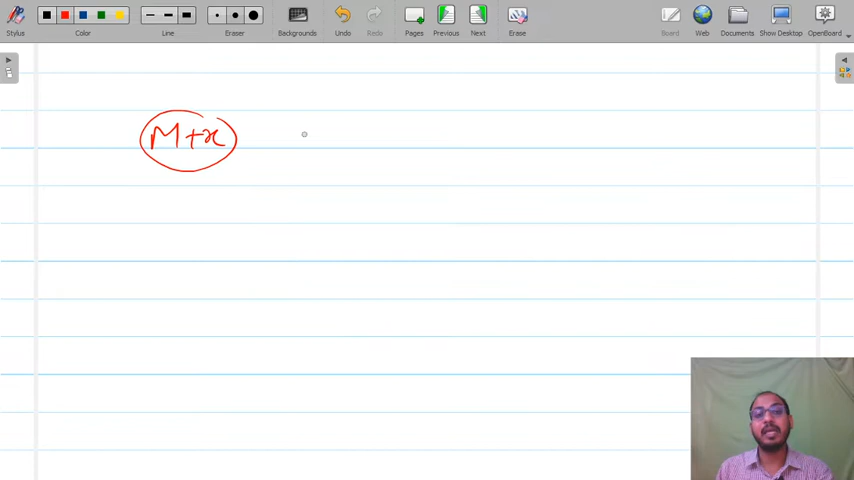 Stylus
Color
Line
Eraser
Backgrounds
Undo
Redo
Pages
Previous
Next
Erase
Board
Web
Documents
Show Desktop
OpenBoard
M+x